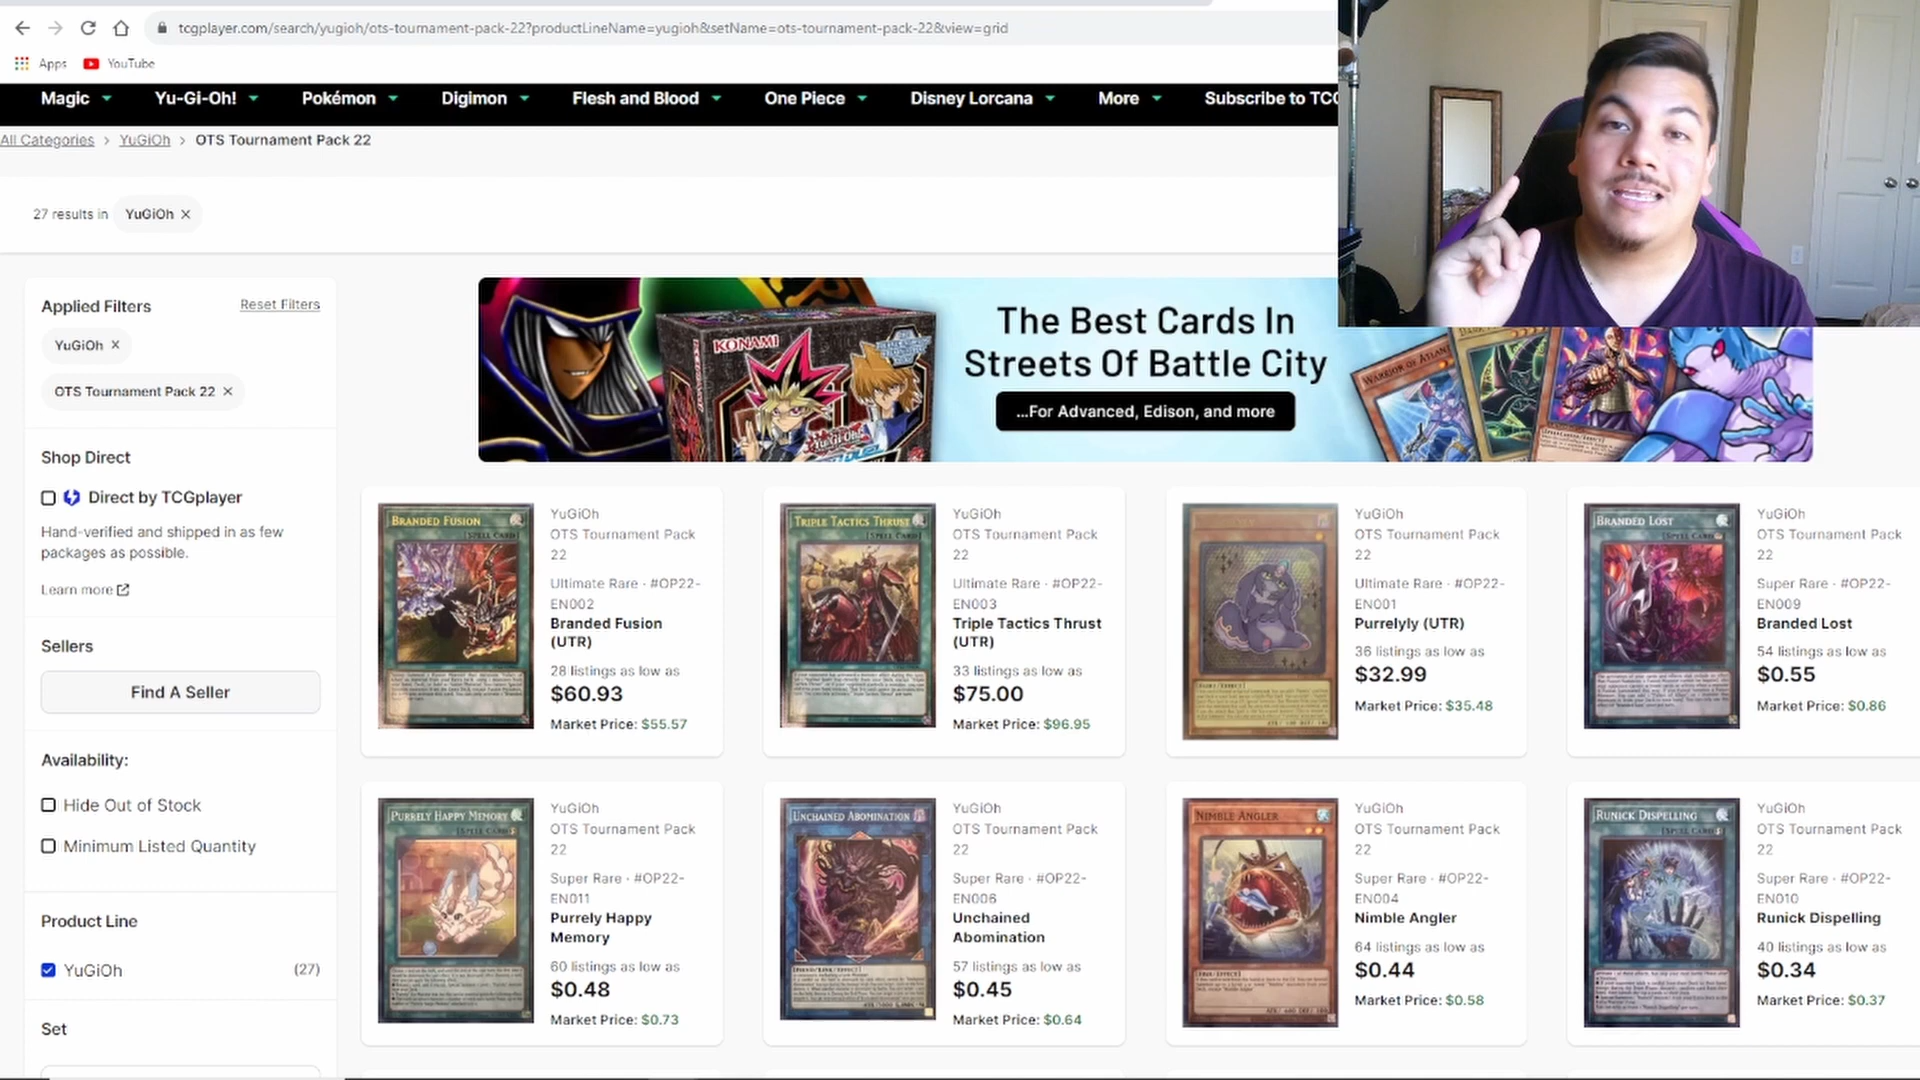 tcgplayer.com/search/yugioh/ots-tournament-pack-22?productLineName=yugioh&setName=ots-tournament-pack-22&view=grid
Apps YouTube
Magic Yu-Gi-Oh! Pokémon Digimon Flesh and Blood One Piece Disney Lorcana More Subscribe to TCG
All Categories > YuGiOh > OTS Tournament Pack 22
27 results in YuGiOh ×
Applied Filters Reset Filters
YuGiOh ×
OTS Tournament Pack 22 ×
Shop Direct
Direct by TCGplayer
Hand-verified and shipped in as few
packages as possible.
Learn more
Sellers
Find A Seller
Availability:
Hide Out of Stock
Minimum Listed Quantity
Product Line
YuGiOh (27)
Set
KONAMI
Yu-Gi-Oh!
The Best Cards In
Streets Of Battle City
...For Advanced, Edison, and more
BRANDED FUSION
[SPELL CARD]
YuGiOh
OTS Tournament Pack
22
Ultimate Rare · #OP22-
EN002
Branded Fusion
(UTR)
28 listings as low as
$60.93
Market Price: $55.57
TRIPLE TACTICS THRUST
[SPELL CARD]
YuGiOh
OTS Tournament Pack
22
Ultimate Rare · #OP22-
EN003
Triple Tactics Thrust
(UTR)
33 listings as low as
$75.00
Market Price: $96.95
YuGiOh
OTS Tournament Pack
22
Ultimate Rare · #OP22-
EN001
Purrelyly (UTR)
36 listings as low as
$32.99
Market Price: $35.48
BRANDED LOST
[SPELL CARD]
YuGiOh
OTS Tournament Pack
22
Super Rare · #OP22-
EN009
Branded Lost
54 listings as low as
$0.55
Market Price: $0.86
PURRELY HAPPY MEMORY
[SPELL CARD]
YuGiOh
OTS Tournament Pack
22
Super Rare · #OP22-
EN011
Purrely Happy
Memory
60 listings as low as
$0.48
Market Price: $0.73
UNCHAINED ABOMINATION
YuGiOh
OTS Tournament Pack
22
Super Rare · #OP22-
EN006
Unchained
Abomination
57 listings as low as
$0.45
Market Price: $0.64
NIMBLE ANGLER
YuGiOh
OTS Tournament Pack
22
Super Rare · #OP22-
EN004
Nimble Angler
64 listings as low as
$0.44
Market Price: $0.58
RUNICK DISPELLING
[SPELL CARD]
YuGiOh
OTS Tournament Pack
22
Super Rare · #OP22-
EN010
Runick Dispelling
40 listings as low as
$0.34
Market Price: $0.37